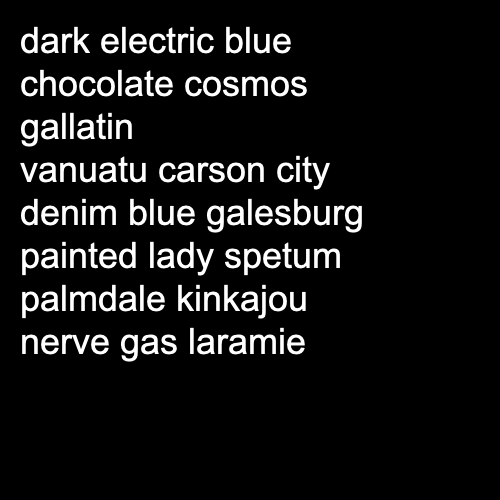 dark electric blue
chocolate cosmos
gallatin
vanuatu carson city
denim blue galesburg
painted lady spetum
palmdale kinkajou
nerve gas laramie